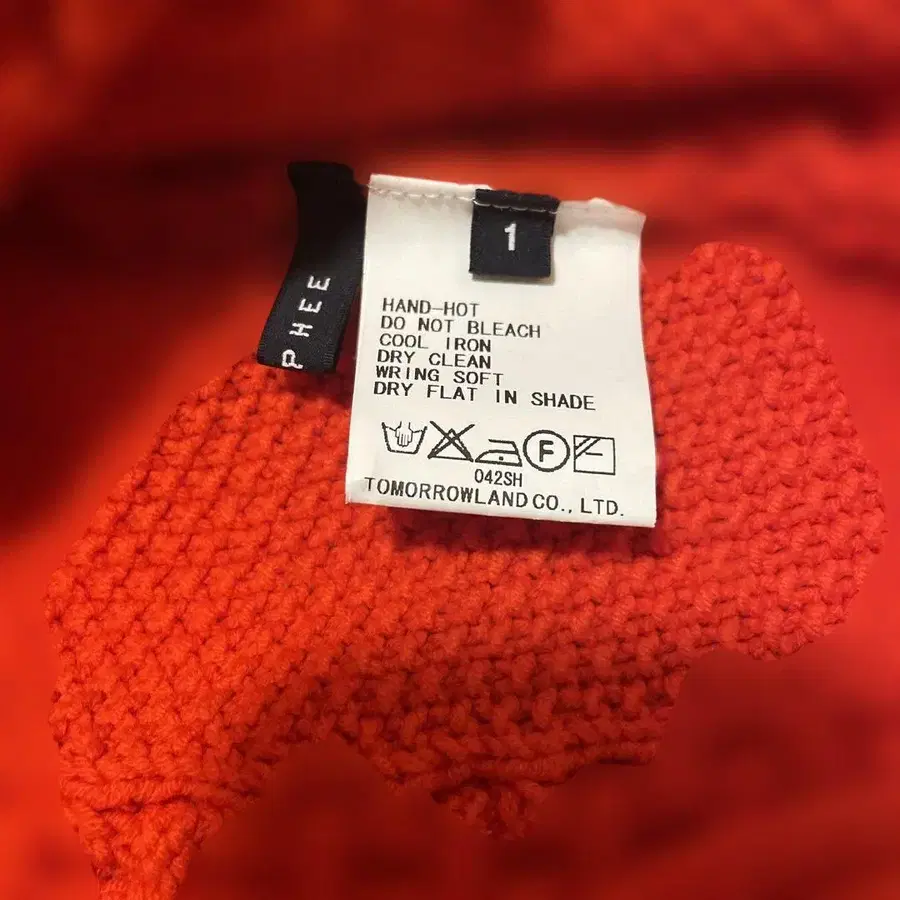 PHEE
1
HAND-HOT
DO NOT BLEACH
COOL IRON
DRY CLEAN
WRING SOFT
DRY FLAT IN SHADE
F
042SH
TOMORROWLAND CO., LTD.